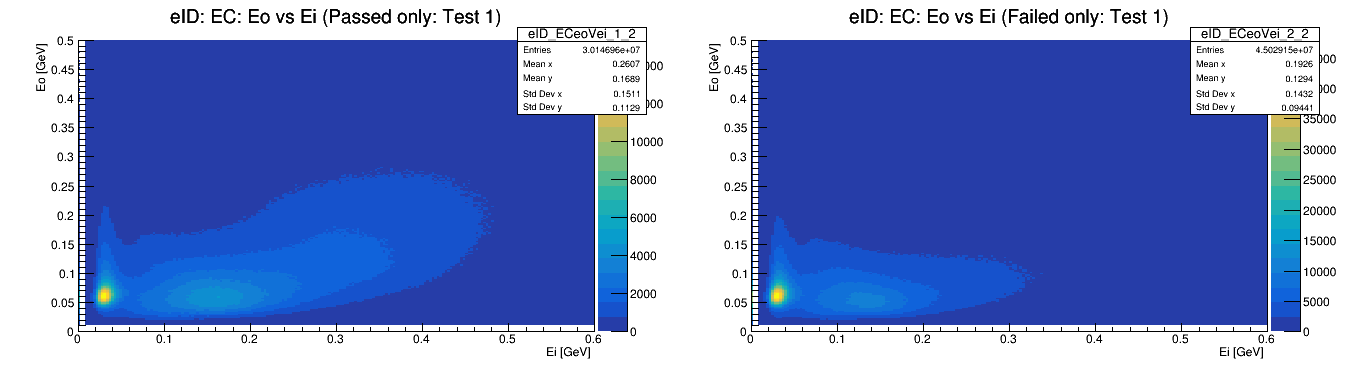 eID: EC: Eo vs Ei (Passed only: Test 1)
eID_ECeoVei_1_2
Entries 3.014696e+07
Mean x 0.2607
Mean y 0.1689
Std Dev x 0.1511
Std Dev y 0.1129
Eo [GeV]
0.5
0.45
0.4
0.35
0.3
0.25
0.2
0.15
0.1
0.05
0
0 0.1 0.2 0.3 0.4 0.5 0.6
Ei [GeV]
10000
8000
6000
4000
2000
0
eID: EC: Eo vs Ei (Failed only: Test 1)
eID_ECeoVei_2_2
Entries 4.502915e+07
Mean x 0.1926
Mean y 0.1294
Std Dev x 0.1432
Std Dev y 0.09441
Eo [GeV]
0.5
0.45
0.4
0.35
0.3
0.25
0.2
0.15
0.1
0.05
0
0 0.1 0.2 0.3 0.4 0.5 0.6
Ei [GeV]
35000
30000
25000
20000
15000
10000
5000
0